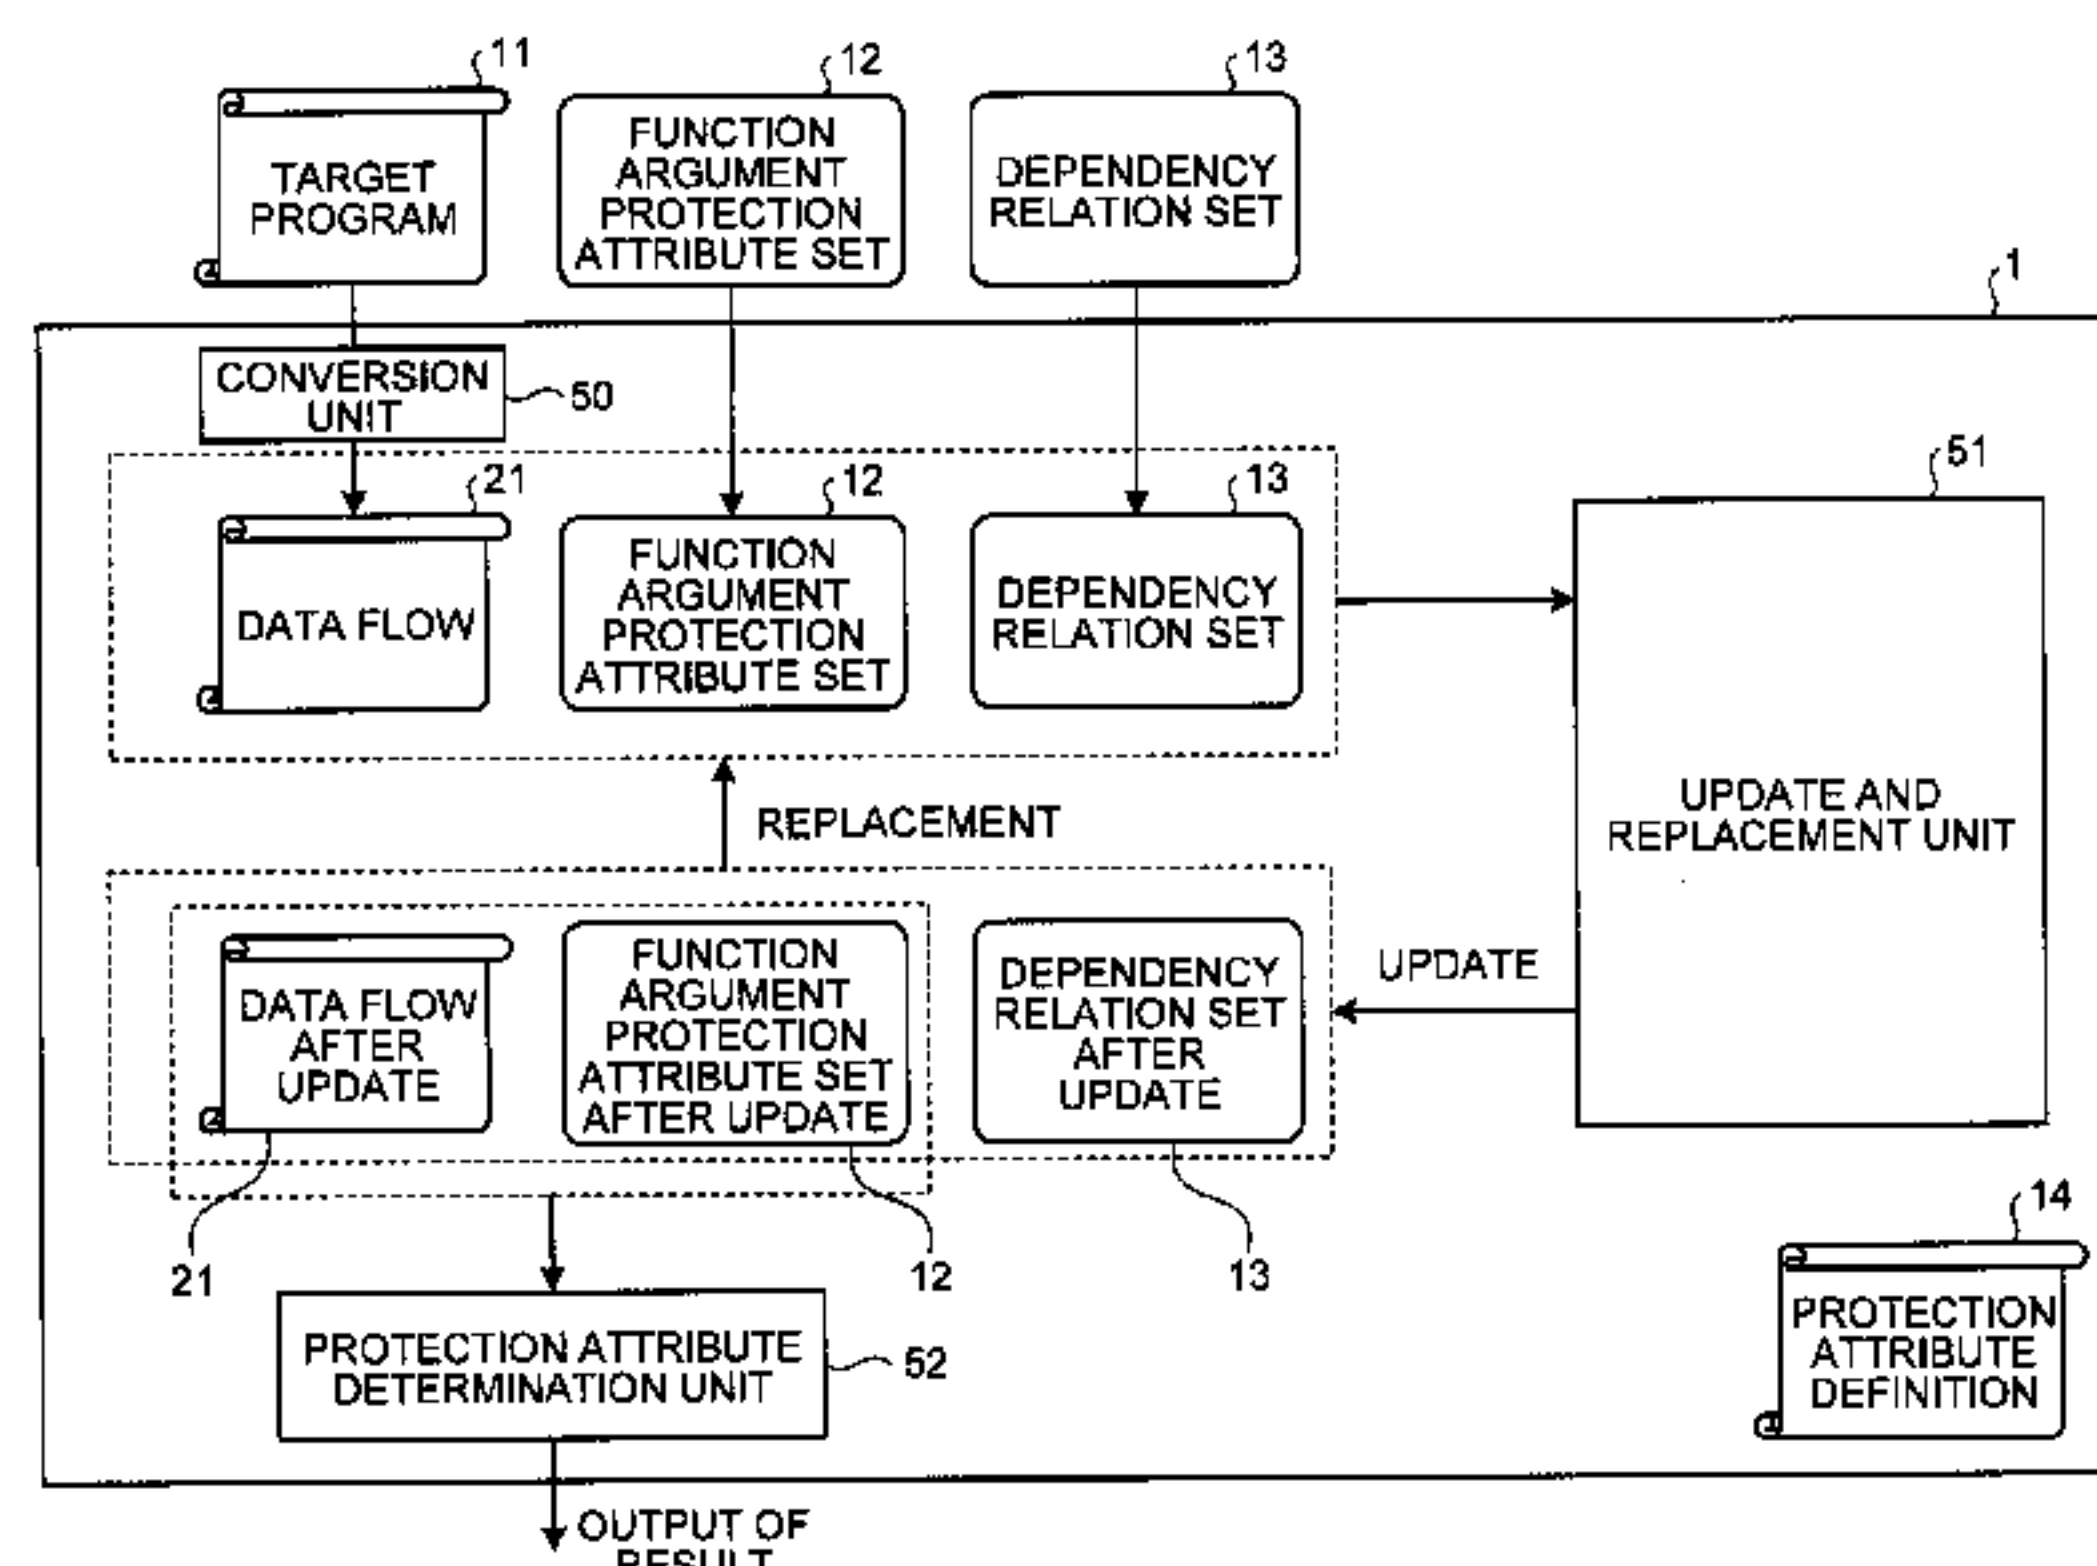 11
12
13
TARGET
PROGRAM
FUNCTION
ARGUMENT
PROTECTION
ATTRIBUTE SET
DEPENDENCY
RELATION SET
1
CONVERSION
UNIT
50
21
12
13
51
DATA FLOW
FUNCTION
ARGUMENT
PROTECTION
ATTRIBUTE SET
DEPENDENCY
RELATION SET
UPDATE AND
REPLACEMENT UNIT
REPLACEMENT
DATA FLOW
AFTER
UPDATE
FUNCTION
ARGUMENT
PROTECTION
ATTRIBUTE SET
AFTER UPDATE
DEPENDENCY
RELATION SET
AFTER
UPDATE
UPDATE
21
12
13
14
PROTECTION ATTRIBUTE
DETERMINATION UNIT
52
PROTECTION
ATTRIBUTE
DEFINITION
OUTPUT OF
RESULT